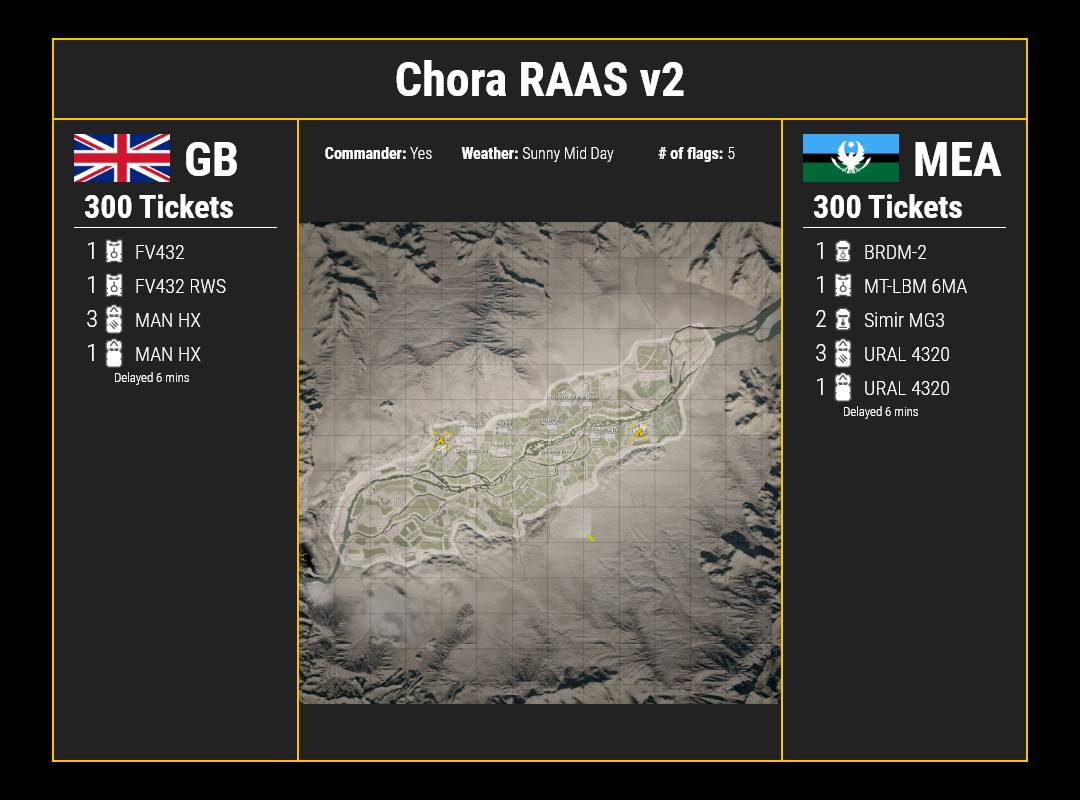 Chora RAAS v2
GB
300 Tickets
1 FV432
1 FV432 RWS
3 MAN HX
1 MAN HX
Delayed 6 mins
Commander: Yes Weather: Sunny Mid Day # of flags: 5
MEA
300 Tickets
1 BRDM-2
1 MT-LBM 6MA
2 Simir MG3
3 URAL 4320
1 URAL 4320
Delayed 6 mins